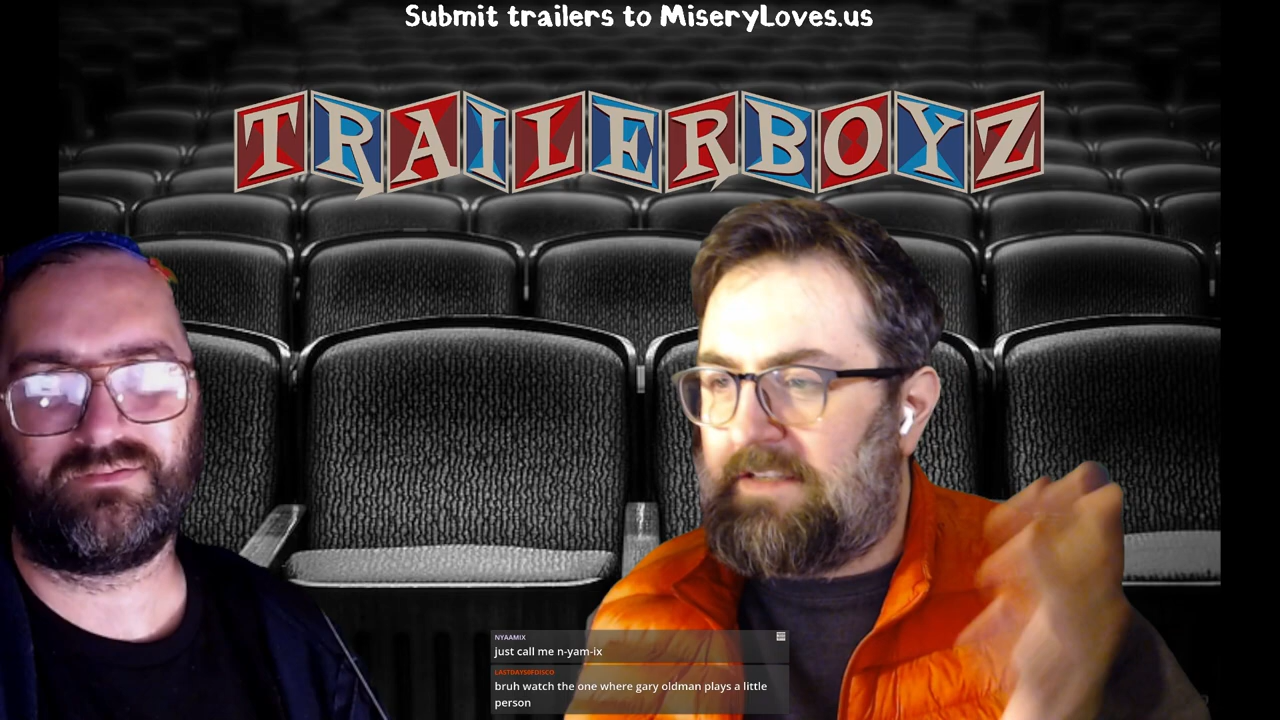 Submit trailers to MiseryLoves.us
TRAILERBOYZ
NYAAMIX
just call me n-yam-ix
LASTDAYSOFDISCO
bruh watch the one where gary oldman plays a little
person